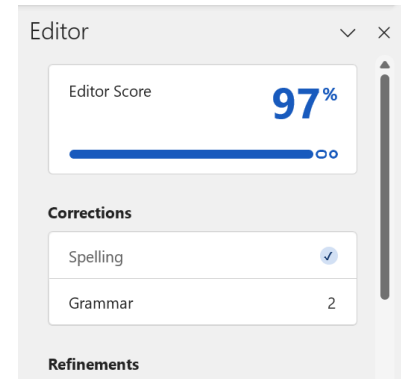 Editor
Editor Score 97%
Corrections
Spelling
Grammar 2
Refinements